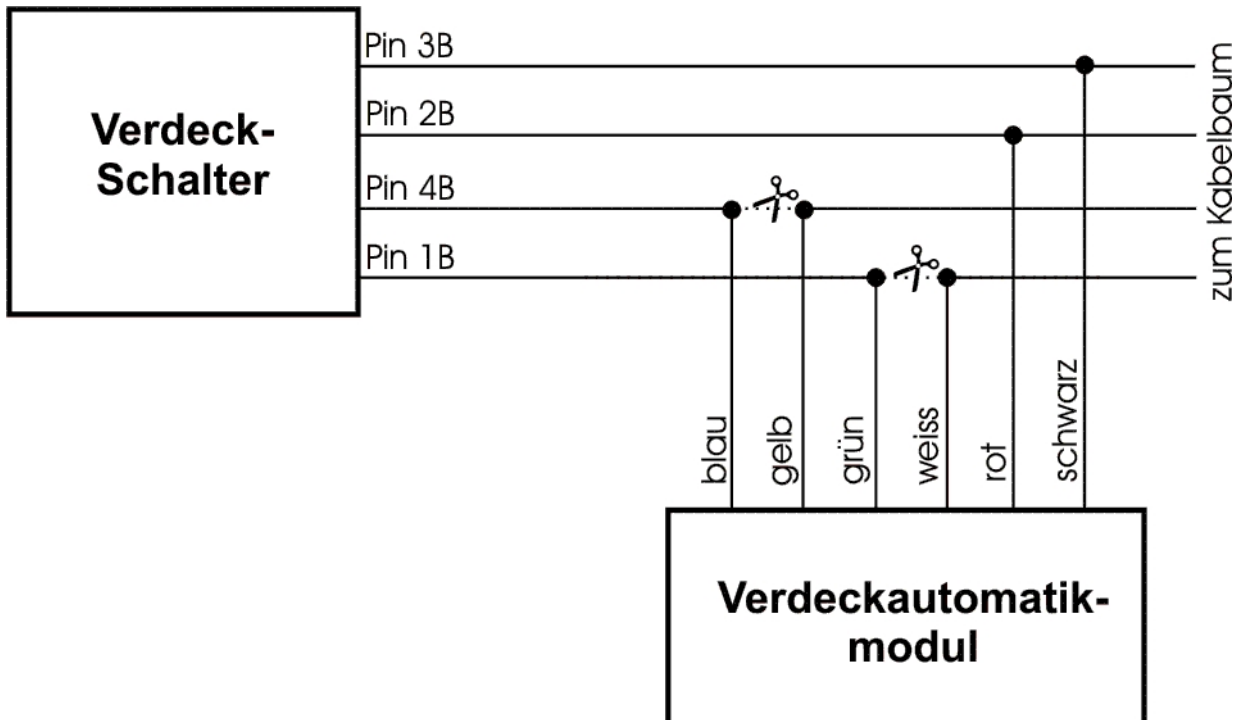 Verdeck-
Schalter
Pin 3B
Pin 2B
Pin 4B
Pin 1B
zum Kabelbaum
blau
gelb
grün
weiss
rot
schwarz
Verdeckautomatik-
modul